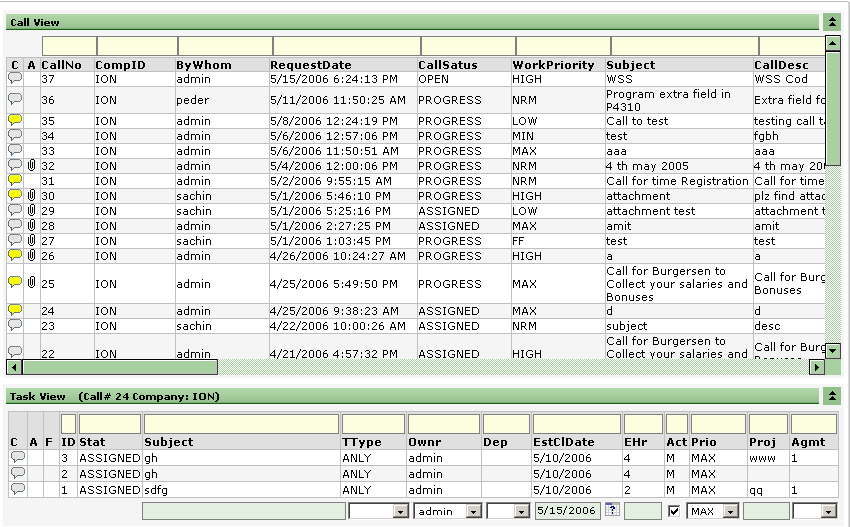 Call View
C A CallNo CompID ByWhom RequestDate CallSatus WorkPriority Subject CallDesc
37 ION admin 5/15/2006 6:24:13 PM OPEN HIGH WSS WSS Cod
36 ION peder 5/11/2006 11:50:25 AM PROGRESS NRM Program extra field in P4310 Extra field fo
35 ION admin 5/8/2006 12:24:19 PM PROGRESS LOW Call to test testing call ta
34 ION admin 5/6/2006 12:57:06 PM PROGRESS MIN test fgbh
33 ION admin 5/6/2006 11:50:51 AM PROGRESS MAX aaa aaa
32 ION admin 5/4/2006 12:00:06 PM PROGRESS NRM 4 th may 2005 4 th may 20
31 ION admin 5/2/2006 9:55:15 AM PROGRESS NRM Call for time Registration Call for time
30 ION sachin 5/1/2006 5:46:10 PM PROGRESS HIGH attachment plz find attac
29 ION sachin 5/1/2006 5:25:16 PM ASSIGNED LOW attachment test attachment t
28 ION admin 5/1/2006 2:27:25 PM ASSIGNED MAX amit amit
27 ION sachin 5/1/2006 1:03:45 PM PROGRESS FF test test
26 ION admin 4/26/2006 10:24:27 AM PROGRESS HIGH a a
25 ION admin 4/25/2006 5:49:50 PM PROGRESS MAX Call for Burgersen to Collect your salaries and Bonuses Call for Burg Bonuses
24 ION admin 4/25/2006 9:38:23 AM ASSIGNED MAX d d
23 ION sachin 4/22/2006 10:00:26 AM ASSIGNED NRM subject desc
22 ION admin 4/21/2006 4:57:32 PM ASSIGNED HIGH Call for Burgersen to Collect your salaries and Call for Burg
Task View (Call# 24 Company: ION)
C A F ID Stat Subject TType Ownr Dep EstClDate EHr Act Prio Proj Agmt
3 ASSIGNED gh ANLY admin 5/10/2006 4 M MAX www 1
2 ASSIGNED gh ANLY admin 5/10/2006 4 M MAX
1 ASSIGNED sdfg ANLY admin 5/10/2006 2 M MAX qq 1
admin 5/15/2006 MAX